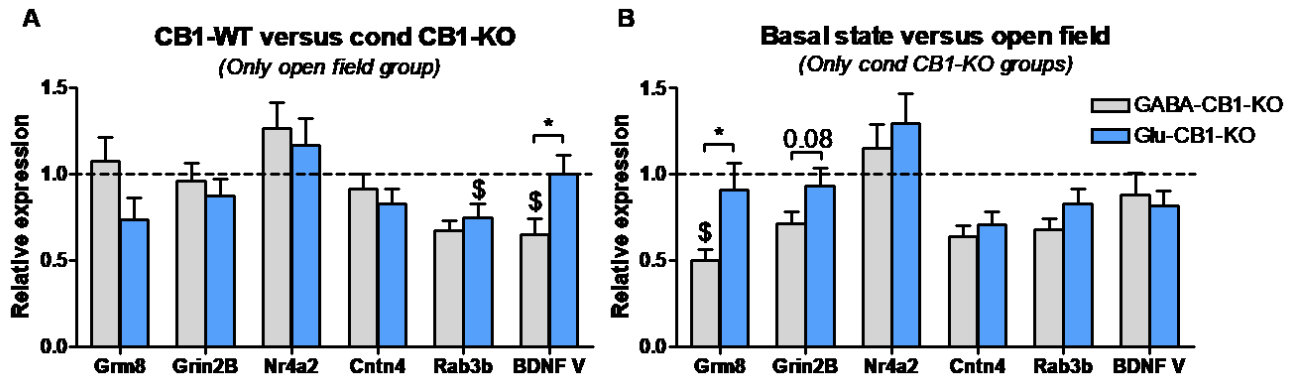 A
CB1-WT versus cond CB1-KO
(Only open field group)
Relative expression
1.5
1.0
0.5
0.0
$
$
*
Grm8 Grin2B Nr4a2 Cntn4 Rab3b BDNF V
B
Basal state versus open field
(Only cond CB1-KO groups)
Relative expression
1.5
1.0
0.5
0.0
*
$
0.08
Grm8 Grin2B Nr4a2 Cntn4 Rab3b BDNF V
GABA-CB1-KO
Glu-CB1-KO